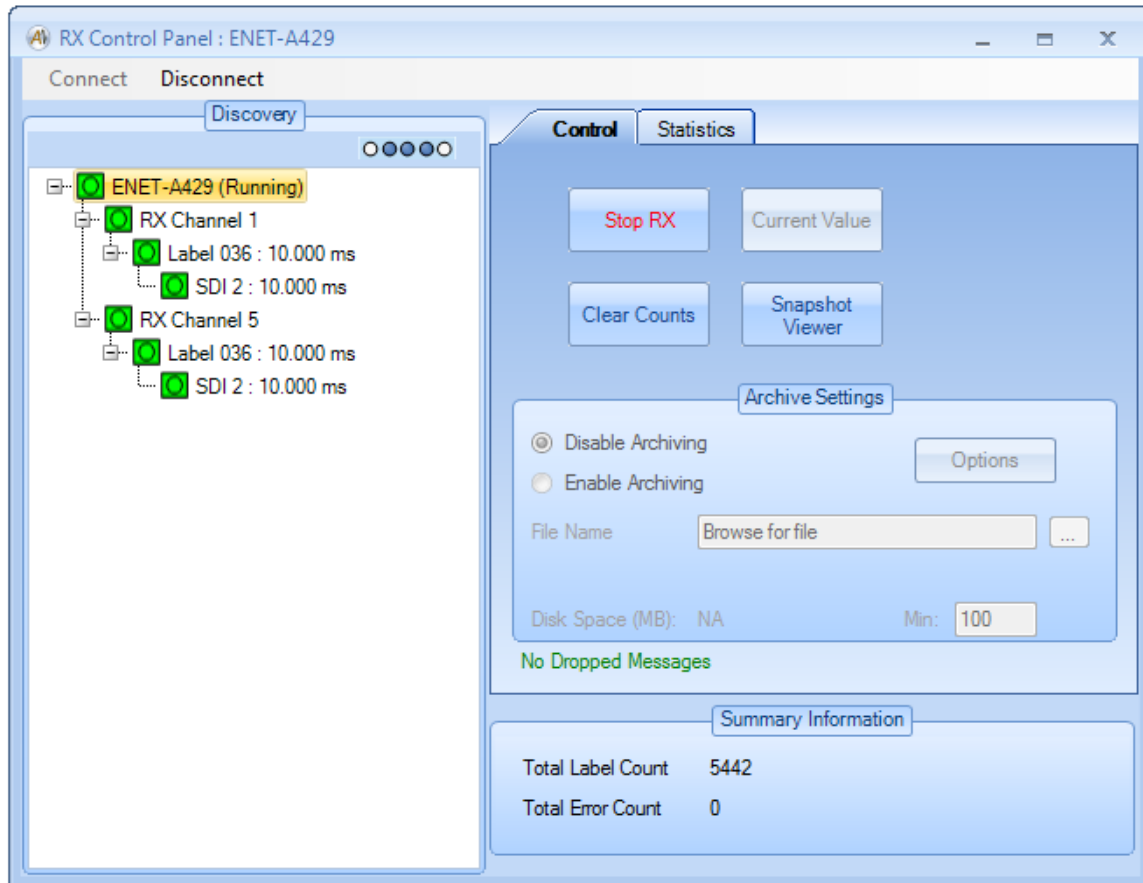 RX Control Panel : ENET-A429
Connect Disconnect
Discovery
ENET-A429 (Running)
RX Channel 1
Label 036 : 10.000 ms
SDI 2 : 10.000 ms
RX Channel 5
Label 036 : 10.000 ms
SDI 2 : 10.000 ms
Control Statistics
Stop RX Current Value
Clear Counts Snapshot
Viewer
Archive Settings
Disable Archiving
Options
Enable Archiving
File Name Browse for file ...
Disk Space (MB): NA Min: 100
No Dropped Messages
Summary Information
Total Label Count 5442
Total Error Count 0